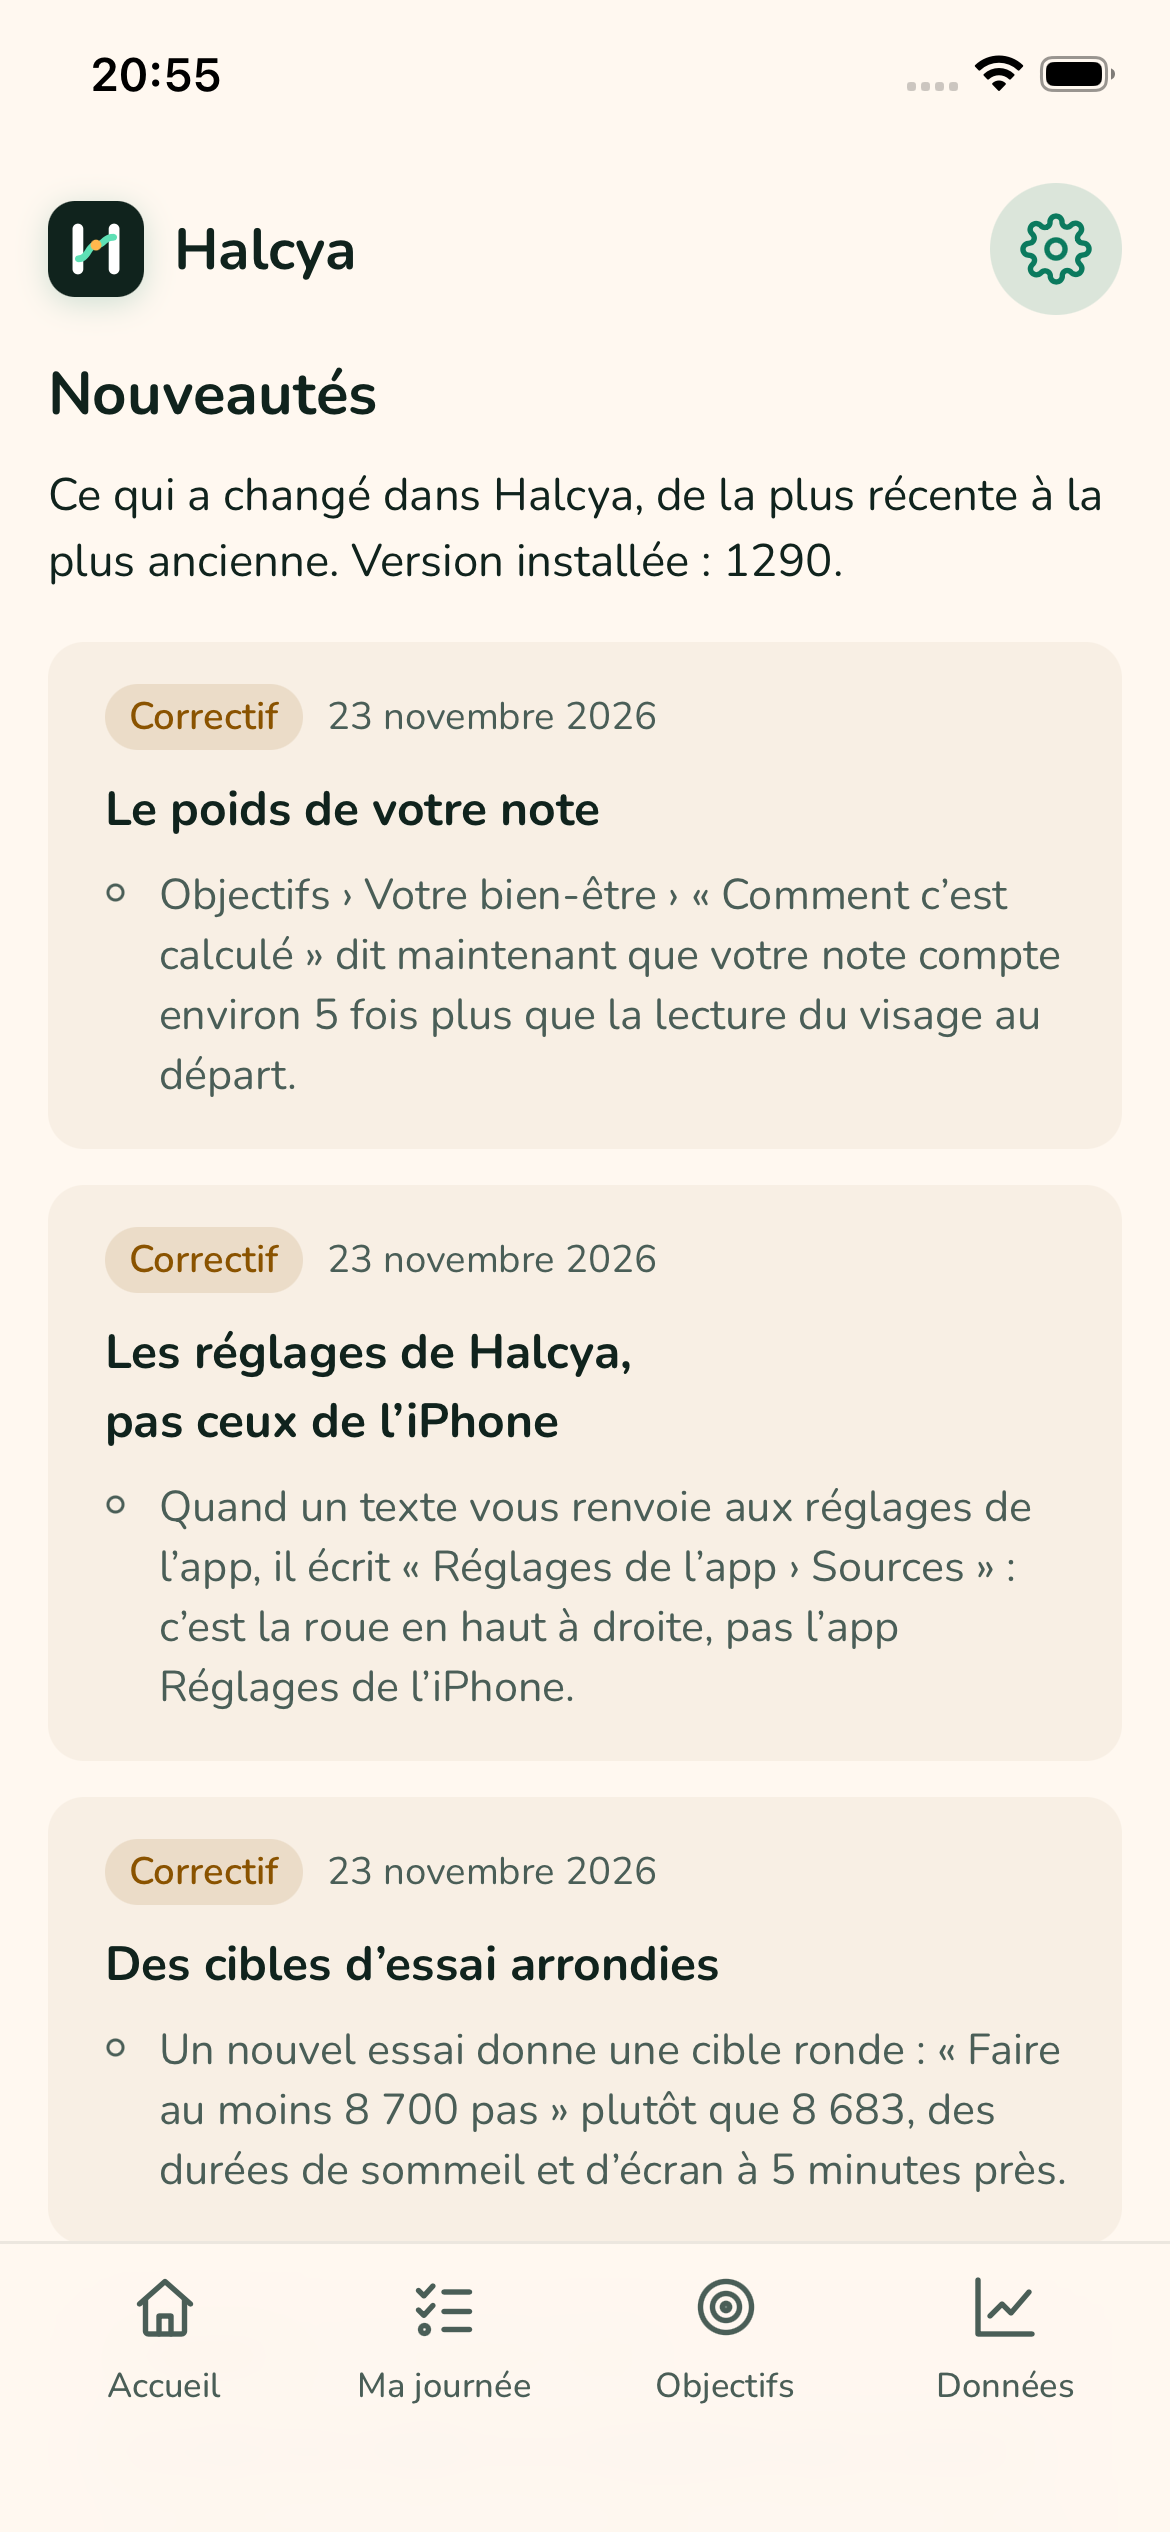 20:55
Halcya
Nouveautés
Ce qui a changé dans Halcya, de la plus récente à la
plus ancienne. Version installée : 1290.
Correctif 23 novembre 2026
Le poids de votre note
Objectifs › Votre bien-être › « Comment c’est
calculé » dit maintenant que votre note compte
environ 5 fois plus que la lecture du visage au
départ.
Correctif 23 novembre 2026
Les réglages de Halcya,
pas ceux de l’iPhone
Quand un texte vous renvoie aux réglages de
l’app, il écrit « Réglages de l’app › Sources » :
c’est la roue en haut à droite, pas l’app
Réglages de l’iPhone.
Correctif 23 novembre 2026
Des cibles d’essai arrondies
Un nouvel essai donne une cible ronde : « Faire
au moins 8 700 pas » plutôt que 8 683, des
durées de sommeil et d’écran à 5 minutes près.
Accueil Ma journée Objectifs Données